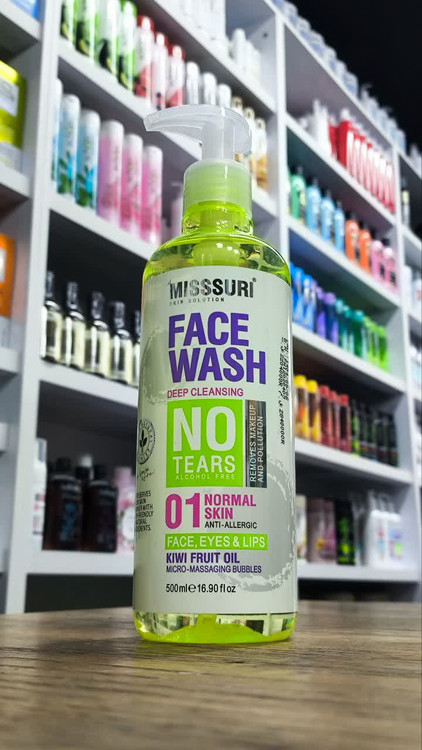 MISSSURI
SKIN SOLUTION
FACE
WASH
DEEP CLEANSING
NO
TEARS
ALCOHOL FREE
REMOVES MAKEUP
AND POLLUTION
01 NORMAL
SKIN
ANTI-ALLERGIC
FACE, EYES & LIPS
KIWI FRUIT OIL
MICRO-MASSAGING BUBBLES
500ml℮16.90 fl oz